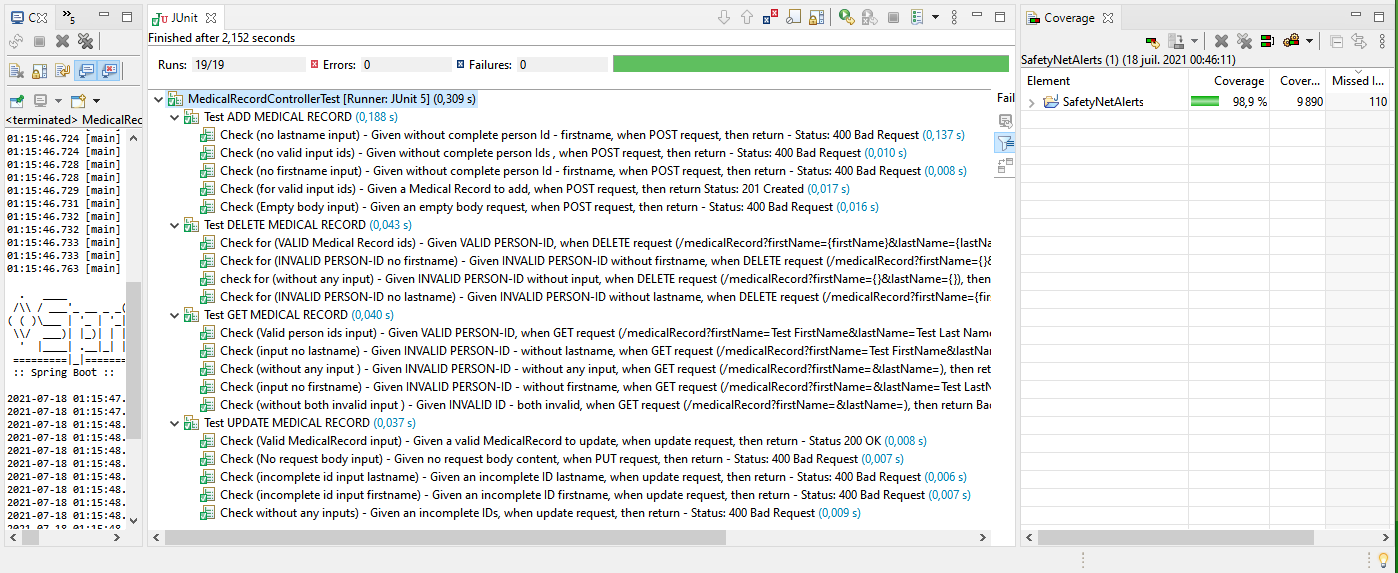 C
5
<terminated> MedicalRec
01:15:46.724 [main]
01:15:46.724 [main]
01:15:46.728 [main]
01:15:46.728 [main]
01:15:46.729 [main]
01:15:46.731 [main]
01:15:46.732 [main]
01:15:46.732 [main]
01:15:46.733 [main]
01:15:46.733 [main]
01:15:46.763 [main]
:: Spring Boot ::
2021-07-18 01:15:47.
2021-07-18 01:15:48.
2021-07-18 01:15:48.
2021-07-18 01:15:48.
2021-07-18 01:15:48.
2021-07-18 01:15:48.
2021-07-18 01:15:48.
2021-07-18 01:15:48.
2021-07-18 01:15:48.
2021-07-18 01:15:48.
JUnit
Finished after 2,152 seconds
Runs: 19/19 Errors: 0 Failures: 0
MedicalRecordControllerTest [Runner: JUnit 5] (0,309 s)
Test ADD MEDICAL RECORD (0,188 s)
Check (no lastname input) - Given without complete person Id - firstname, when POST request, then return - Status: 400 Bad Request (0,137 s)
Check (no valid input ids) - Given without complete person Ids , when POST request, then return - Status: 400 Bad Request (0,010 s)
Check (no firstname input) - Given without complete person Id - firstname, when POST request, then return - Status: 400 Bad Request (0,008 s)
Check (for valid input ids) - Given a Medical Record to add, when POST request, then return Status: 201 Created (0,017 s)
Check (Empty body input) - Given an empty body request, when POST request, then return - Status: 400 Bad Request (0,016 s)
Test DELETE MEDICAL RECORD (0,043 s)
Check for (VALID Medical Record ids) - Given VALID PERSON-ID, when DELETE request (/medicalRecord?firstName={firstName}&lastName={lastNa
Check for (INVALID PERSON-ID no firstname) - Given INVALID PERSON-ID without firstname, when DELETE request (/medicalRecord?firstName={}&
check for (without any input) - Given INVALID PERSON-ID without input, when DELETE request (/medicalRecord?firstName={}&lastName={}), then
Check for (INVALID PERSON-ID no lastname) - Given INVALID PERSON-ID without lastname, when DELETE request (/medicalRecord?firstName={firs
Test GET MEDICAL RECORD (0,040 s)
Check (Valid person ids input) - Given VALID PERSON-ID, when GET request (/medicalRecord?firstName=Test FirstName&lastName=Test Last Name
Check (input no lastname) - Given INVALID PERSON-ID - without lastname, when GET request (/medicalRecord?firstName=Test FirstName&lastNam
Check (without any input ) - Given INVALID PERSON-ID - without any input, when GET request (/medicalRecord?firstName=&lastName=), then ret
Check (input no firstname) - Given INVALID PERSON-ID - without firstname, when GET request (/medicalRecord?firstName=&lastName=Test LastN
Check (without both invalid input ) - Given INVALID ID - both invalid, when GET request (/medicalRecord?firstName=&lastName=), then return Ba
Test UPDATE MEDICAL RECORD (0,037 s)
Check (Valid MedicalRecord input) - Given a valid MedicalRecord to update, when update request, then return - Status 200 OK (0,008 s)
Check (No request body input) - Given no request body content, when PUT request, then return - Status: 400 Bad Request (0,007 s)
Check (incomplete id input lastname) - Given an incomplete ID lastname, when update request, then return - Status: 400 Bad Request (0,006 s)
Check (incomplete id input firstname) - Given an incomplete ID firstname, when update request, then return - Status: 400 Bad Request (0,007 s)
Check without any inputs) - Given an incomplete IDs, when update request, then return - Status: 400 Bad Request (0,009 s)
Fail
Coverage
SafetyNetAlerts (1) (18 juil. 2021 00:46:11)
Element Coverage Cover... Missed I...
SafetyNetAlerts 98,9 % 9 890 110